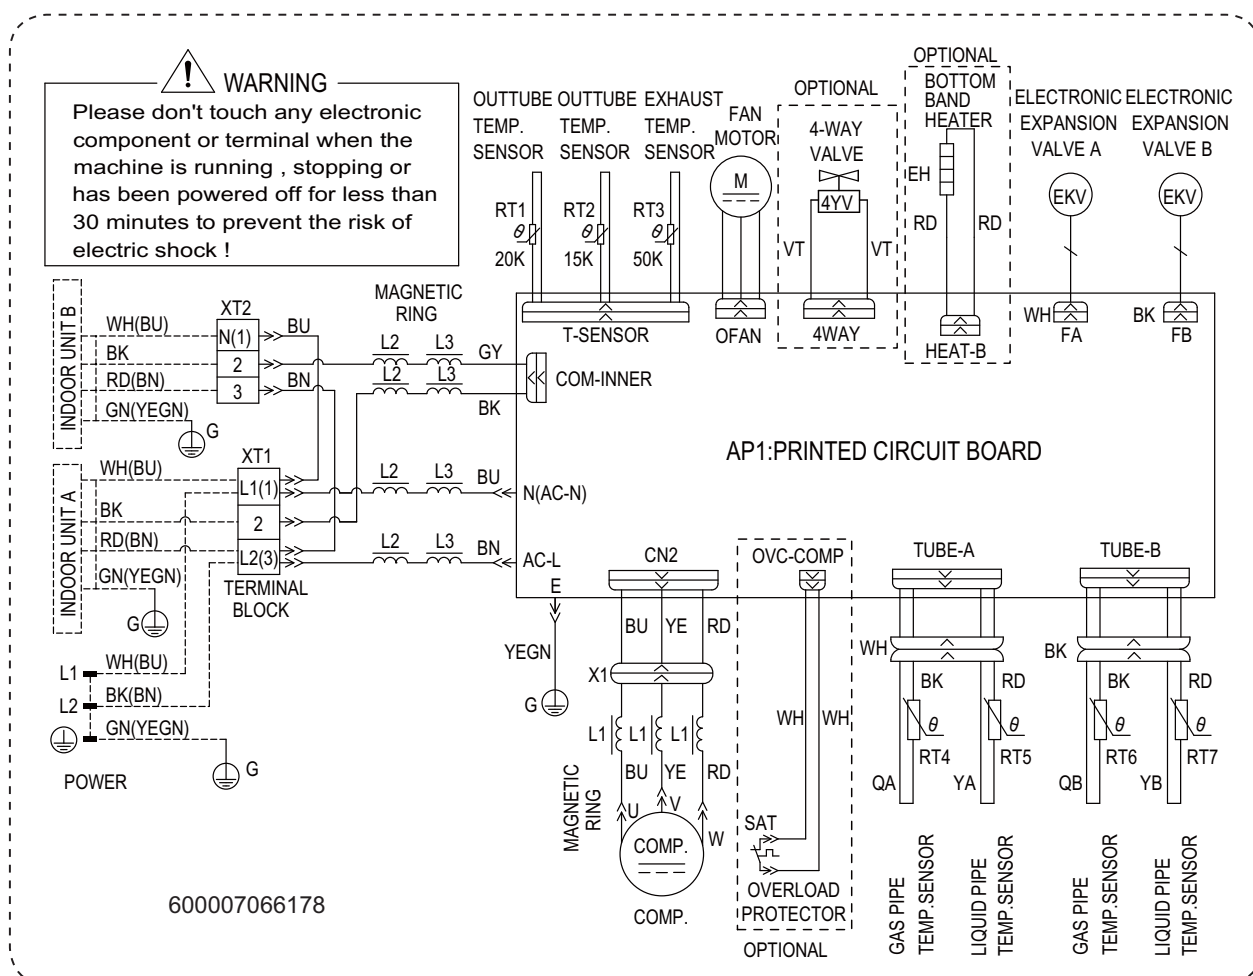 WARNING
Please don't touch any electronic
component or terminal when the
machine is running , stopping or
has been powered off for less than
30 minutes to prevent the risk of
electric shock !
OUTTUBE
TEMP.
SENSOR
OUTTUBE
TEMP.
SENSOR
EXHAUST
TEMP.
SENSOR
FAN
MOTOR
OPTIONAL
4-WAY
VALVE
OPTIONAL
BOTTOM
BAND
HEATER
ELECTRONIC
EXPANSION
VALVE A
ELECTRONIC
EXPANSION
VALVE B
RT1
θ
20K
RT2
θ
15K
RT3
θ
50K
M
4YV
VT
VT
EH
RD
RD
EKV
EKV
T-SENSOR
OFAN
4WAY
HEAT-B
WH
FA
BK
FB
INDOOR UNIT B
WH(BU)
BK
RD(BN)
GN(YEGN)
G
XT2
N(1)
2
3
BU
BN
MAGNETIC
RING
L2
L3
GY
L2
L3
BK
COM-INNER
AP1:PRINTED CIRCUIT BOARD
INDOOR UNIT A
WH(BU)
BK
RD(BN)
GN(YEGN)
G
XT1
L1(1)
2
L2(3)
TERMINAL
BLOCK
L2
L3
BU
N(AC-N)
L2
L3
BN
AC-L
E
YEGN
G
L1
WH(BU)
L2
BK(BN)
GN(YEGN)
G
POWER
CN2
BU
YE
RD
X1
L1
L1
L1
BU
YE
RD
MAGNETIC
RING
U
V
W
COMP.
COMP.
OVC-COMP
WH
WH
SAT
OVERLOAD
PROTECTOR
OPTIONAL
TUBE-A
WH
BK
RD
θ
RT4
θ
RT5
QA
YA
GAS PIPE
TEMP.SENSOR
LIQUID PIPE
TEMP.SENSOR
TUBE-B
BK
BK
RD
θ
RT6
θ
RT7
QB
YB
GAS PIPE
TEMP.SENSOR
LIQUID PIPE
TEMP.SENSOR
600007066178